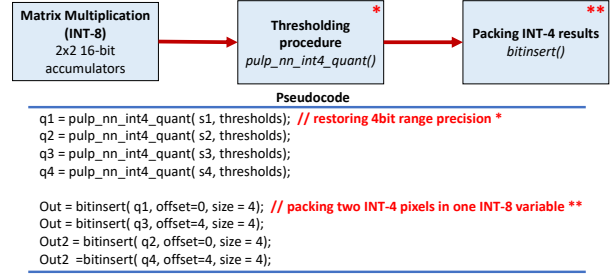 Matrix Multiplication
(INT-8)
2x2 16-bit
accumulators
*
Thresholding
procedure
pulp_nn_int4_quant()
**
Packing INT-4 results
bitinsert()
Pseudocode
q1 = pulp_nn_int4_quant( s1, thresholds); // restoring 4bit range precision *
q2 = pulp_nn_int4_quant( s2, thresholds);
q3 = pulp_nn_int4_quant( s3, thresholds);
q4 = pulp_nn_int4_quant( s4, thresholds);
Out = bitinsert( q1, offset=0, size = 4); // packing two INT-4 pixels in one INT-8 variable **
Out = bitinsert( q3, offset=4, size = 4);
Out2 = bitinsert( q2, offset=0, size = 4);
Out2 =bitinsert( q4, offset=4, size = 4);